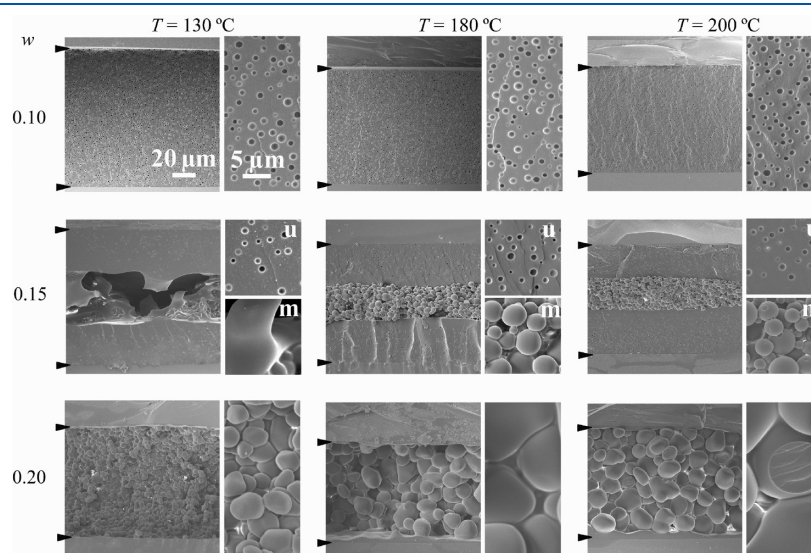 T = 130 ºC T = 180 ºC T = 200 ºC
w
0.10
20 µm 5 µm
0.15 u u u
m m m
0.20